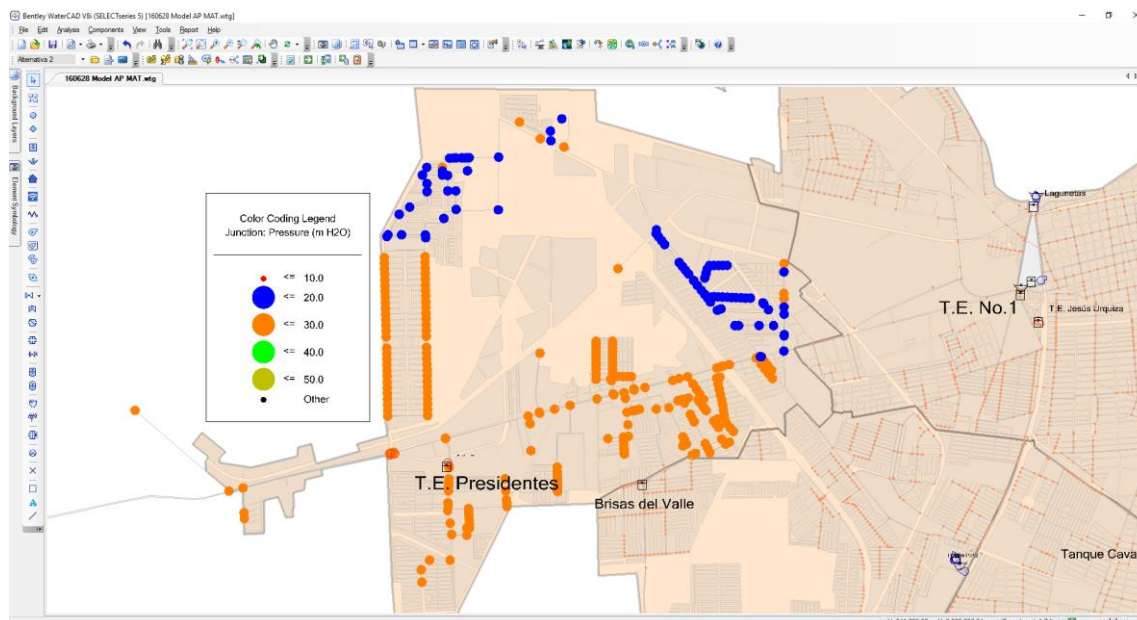 Bentley WaterCAD V8i (SELECTseries 5) [160628 Model AP MAT.wtg]
File Edit Analysis Components View Tools Report Help
Alternativa 2
160628 Model AP MAT.wtg
Background Layers
Element Symbology
Color Coding Legend
Junction: Pressure (m H2O)
<= 10.0
<= 20.0
<= 30.0
<= 40.0
<= 50.0
Other
Lagunetas
T.E. No.1
T.E. Jesús Urquiza
T.E. Presidentes
Brisas del Valle
Tanque Cava